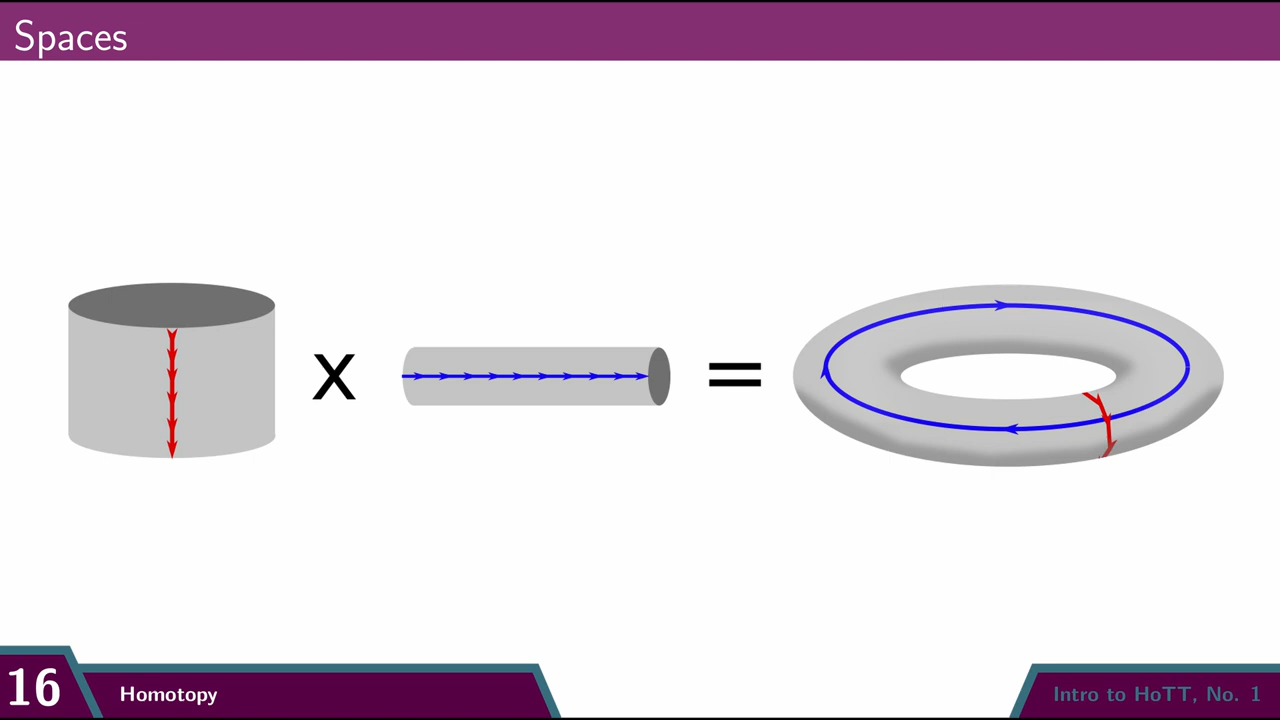 Spaces
x
=
16
Homotopy
Intro to HoTT, No. 1